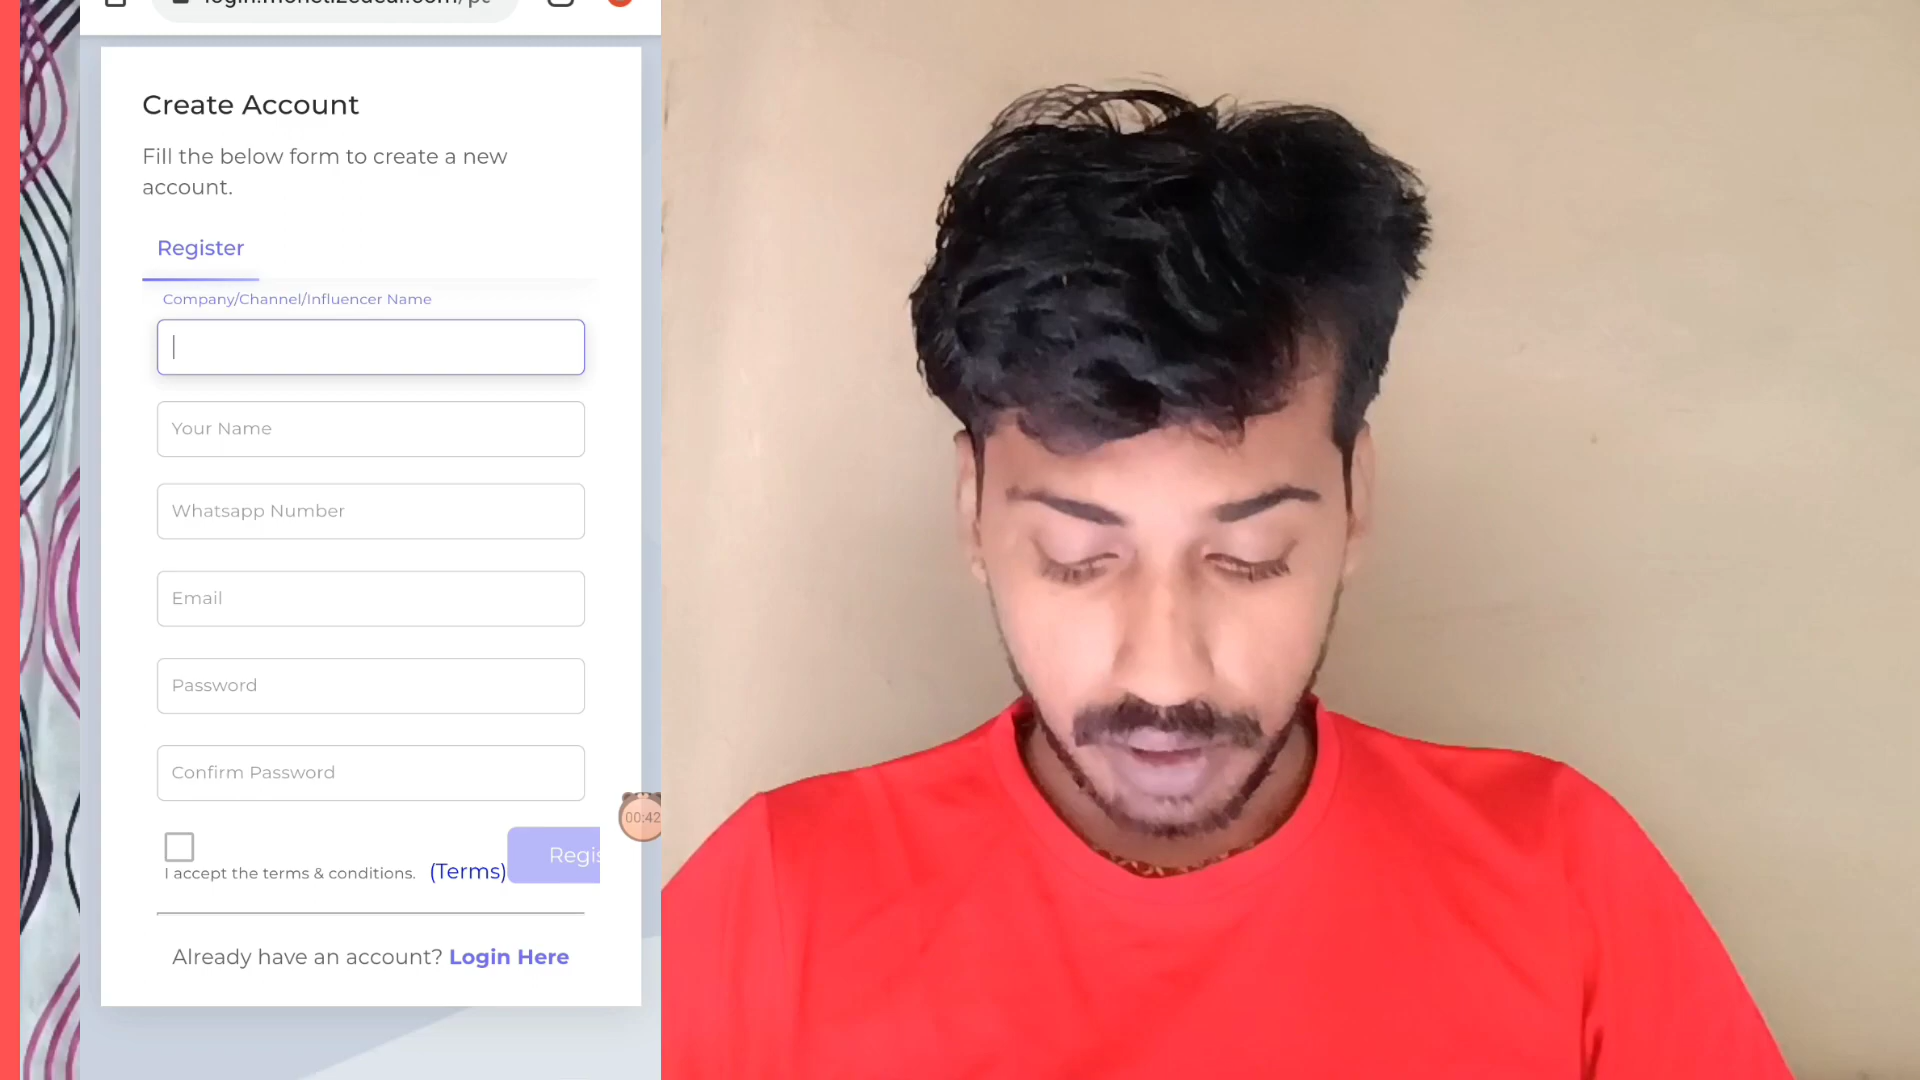 Create Account
Fill the below form to create a new
account.
Register
Company/Channel/Influencer Name
Your Name
Whatsapp Number
Email
Password
Confirm Password
00:42
I accept the terms & conditions. (Terms)
Regis
Already have an account? Login Here